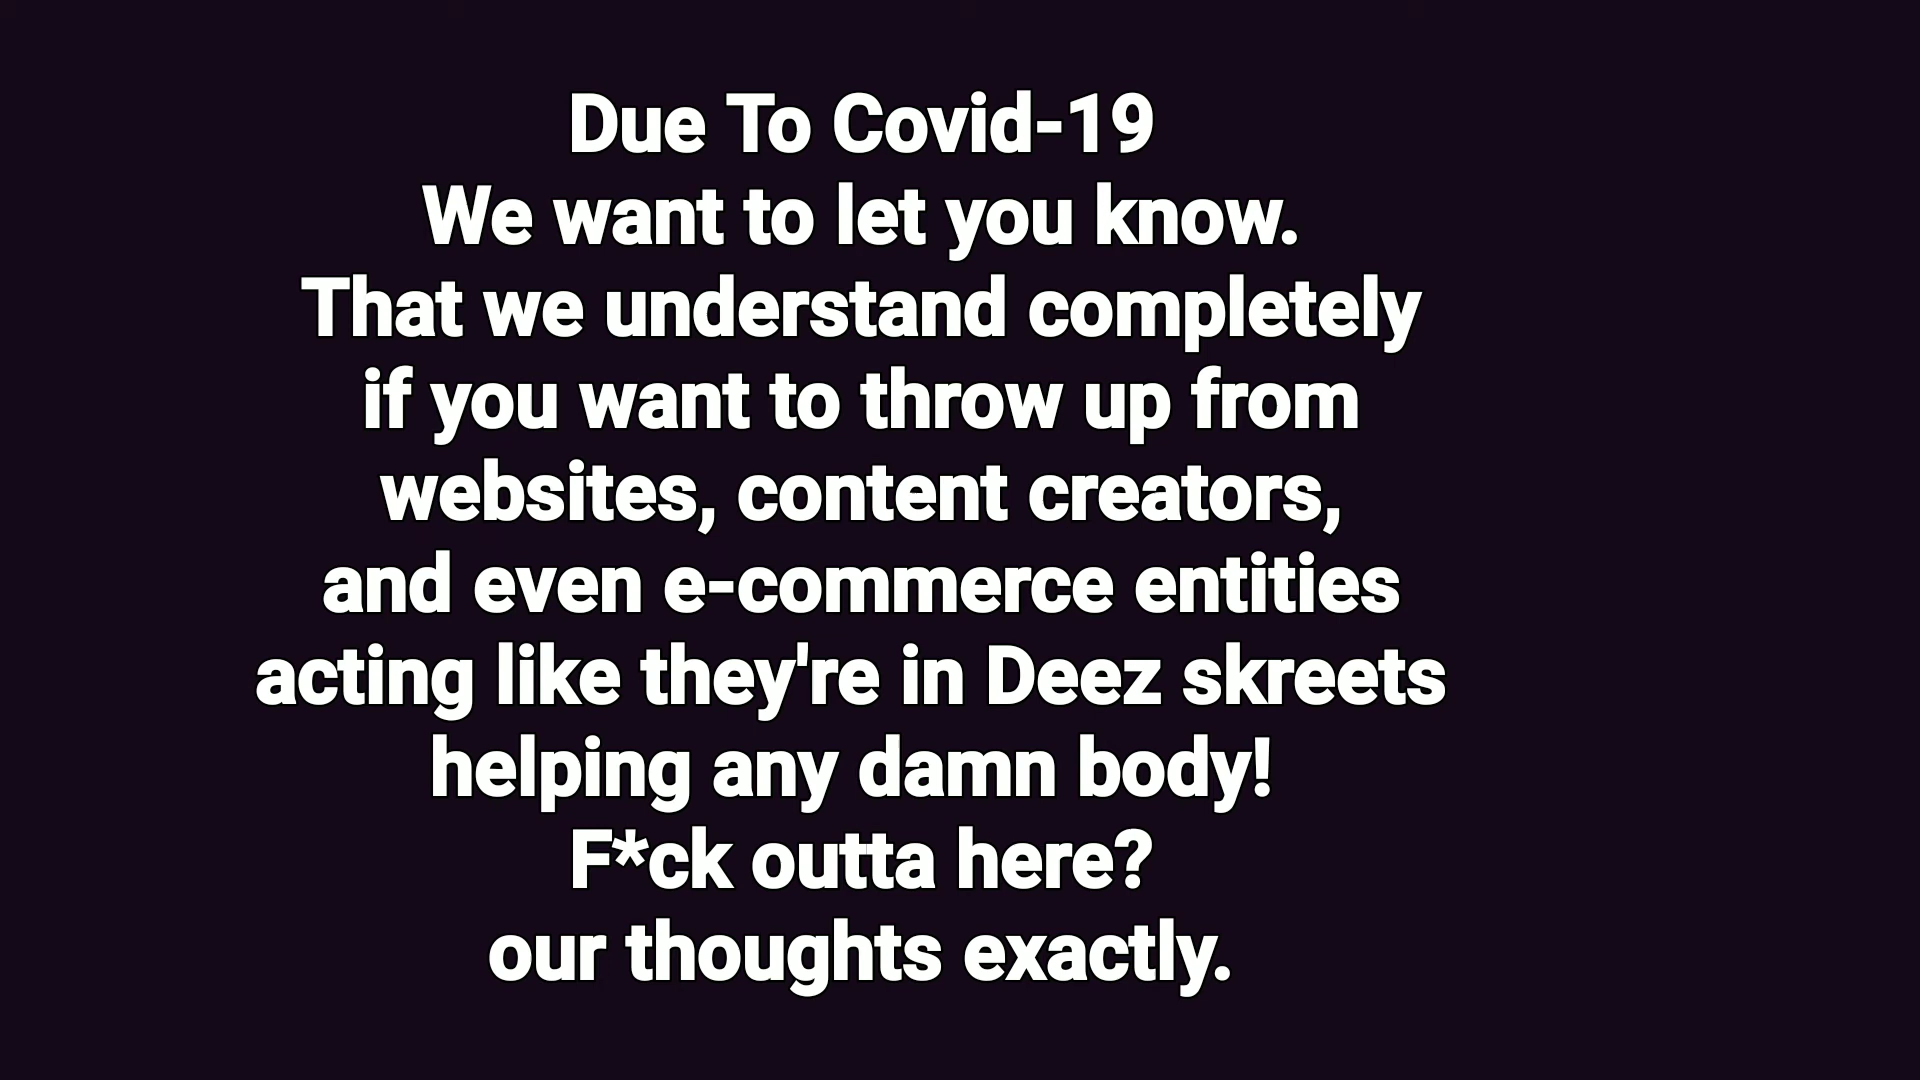 Due To Covid-19
We want to let you know.
That we understand completely
if you want to throw up from
websites, content creators,
and even e-commerce entities
acting like they're in Deez skreets
helping any damn body!
F*ck outta here?
our thoughts exactly.